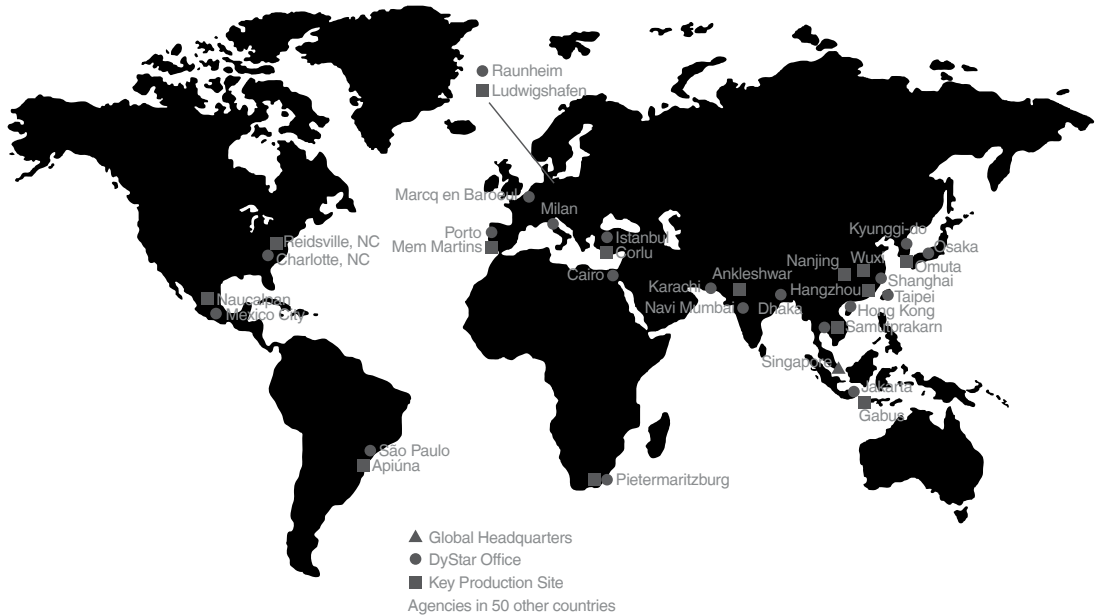 Raunheim
Ludwigshafen
Marcq en Baroeul
Milan
Porto
Mem Martins
Istanbul
Corlu
Cairo
Reidsville, NC
Charlotte, NC
Naucalpan
Mexico City
Kyunggi-do
Osaka
Omuta
Nanjing
Wuxi
Ankleshwar
Karachi
Hangzhou
Shanghai
Taipei
Navi Mumbai
Dhaka
Hong Kong
Samutprakarn
Singapore
Jakarta
Gabus
São Paulo
Apiúna
Pietermaritzburg
Global Headquarters
DyStar Office
Key Production Site
Agencies in 50 other countries